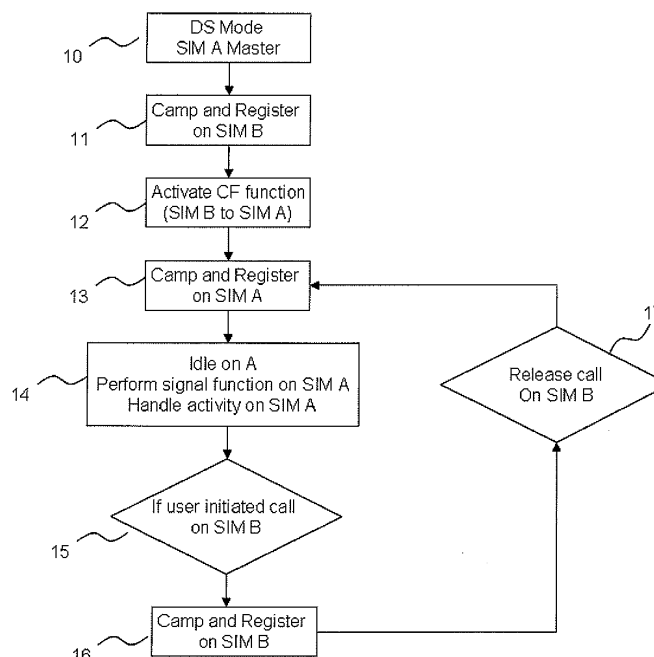 DS Mode
SIM A Master
10
Camp and Register
on SIM B
11
Activate CF function
(SIM B to SIM A)
12
Camp and Register
on SIM A
13
Idle on A
Perform signal function on SIM A
Handle activity on SIM A
14
Release call
On SIM B
If user initiated call
on SIM B
15
Camp and Register
on SIM B
16